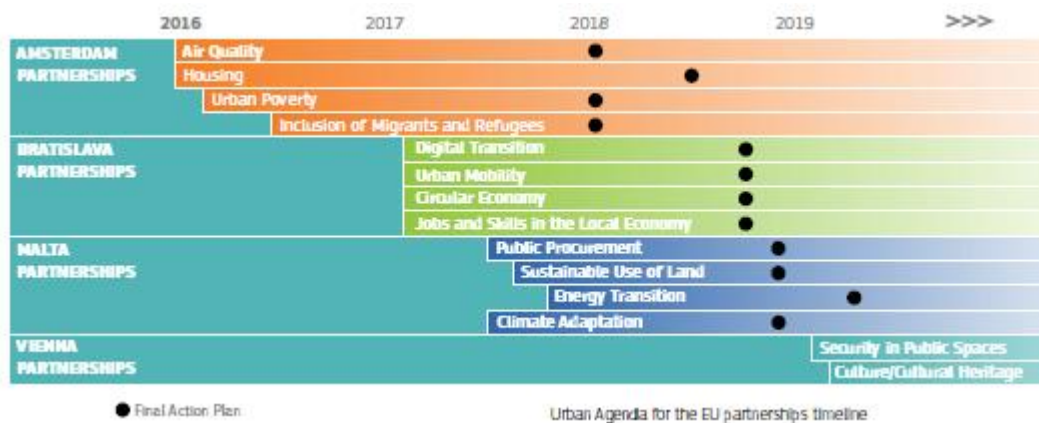 2016 2017 2018 2019 >>>
AMSTERDAM
PARTNERSHIPS
Air Quality
Housing
Urban Poverty
Inclusion of Migrants and Refugees
BRATISLAVA
PARTNERSHIPS
Digital Transition
Urban Mobility
Circular Economy
Jobs and Skills in the Local Economy
MALTA
PARTNERSHIPS
Public Procurement
Sustainable Use of Land
Energy Transition
Climate Adaptation
VIENNA
PARTNERSHIPS
Security in Public Spaces
Culture/Cultural Heritage
Final Action Plan
Urban Agenda for the EU partnerships timeline